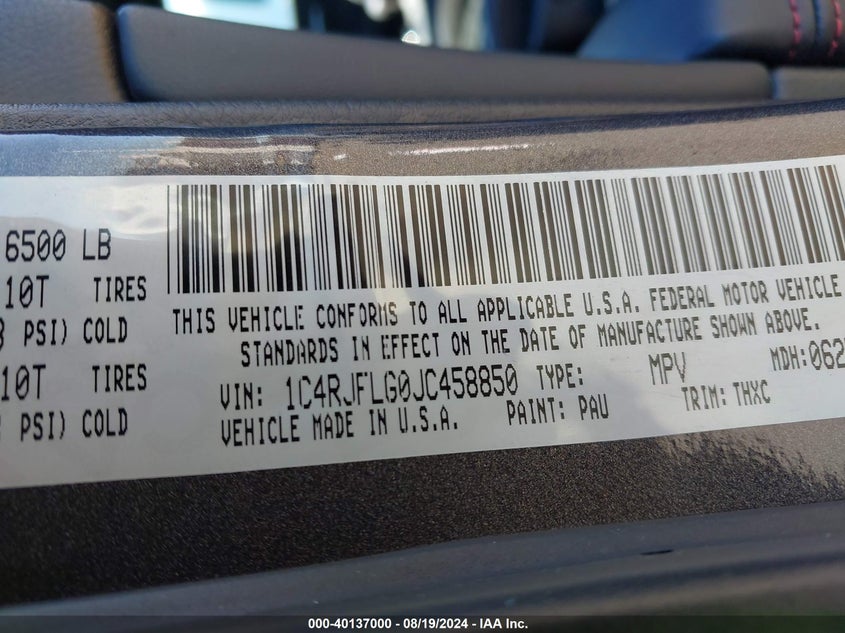 6500 LB
10T TIRES
PSI) COLD
10T TIRES
PSI) COLD
THIS VEHICLE CONFORMS TO ALL APPLICABLE U.S.A. FEDERAL MOTOR VEHICLE
STANDARDS IN EFFECT ON THE DATE OF MANUFACTURE SHOWN ABOVE.
VIN: 1C4RJFLG0JC458850 TYPE: MPV MDH:062
VEHICLE MADE IN U.S.A. PAINT: PAU TRIM: THXC
000-40137000 - 08/19/2024 - IAA Inc.